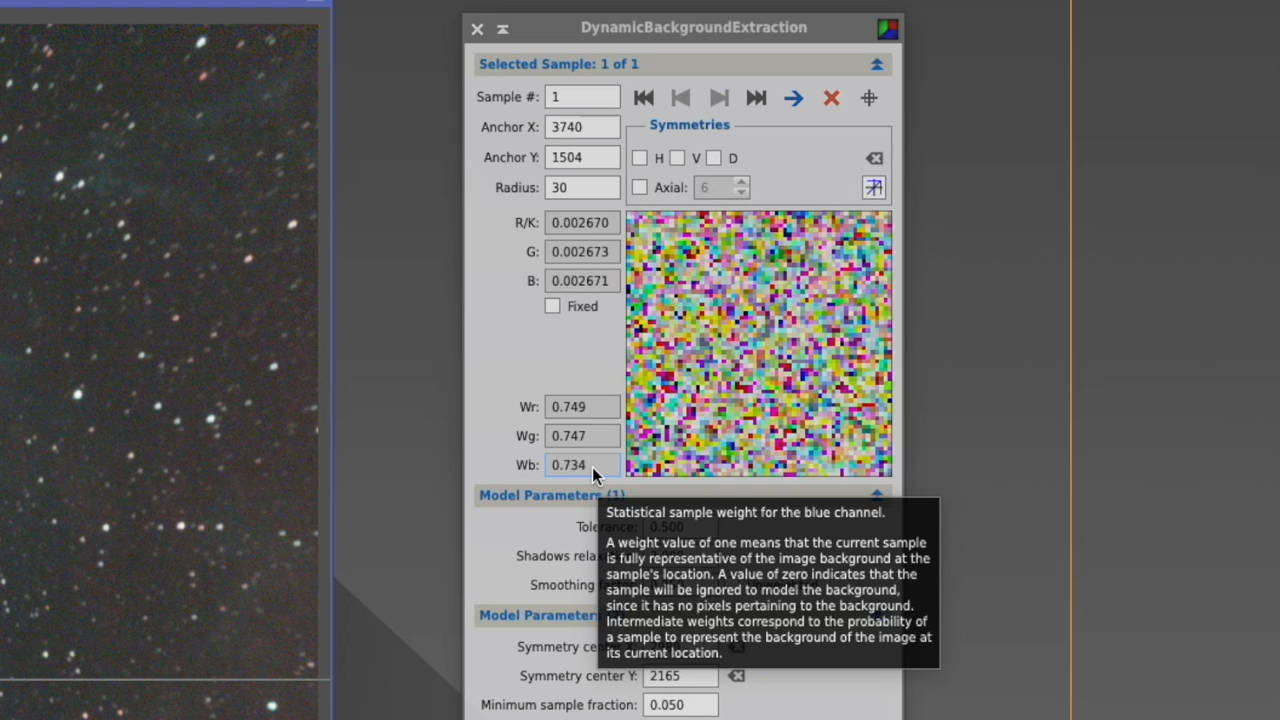 DynamicBackgroundExtraction
Selected Sample: 1 of 1
Sample #: 1
Anchor X: 3740
Symmetries
Anchor Y: 1504
H V D
Radius: 30
Axial: 6
R/K: 0.002670
G: 0.002673
B: 0.002671
Fixed
Wr: 0.749
Wg: 0.747
Wb: 0.734
Model Parameters (1)
Statistical sample weight for the blue channel.
Tolerance: 0.500
A weight value of one means that the current sample
is fully representative of the image background at the
sample's location. A value of zero indicates that the
sample will be ignored to model the background,
since it has no pixels pertaining to the background.
Intermediate weights correspond to the probability of
a sample to represent the background of the image at
its current location.
Shadows relax
Smoothing fa
Model Parameters
Symmetry cen
Symmetry center Y: 2165
Minimum sample fraction: 0.050